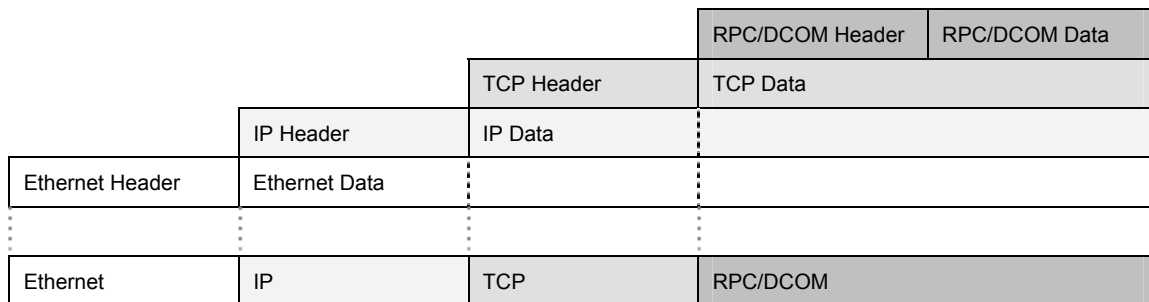 RPC/DCOM Header RPC/DCOM Data
TCP Header TCP Data
IP Header IP Data
Ethernet Header Ethernet Data
Ethernet IP TCP RPC/DCOM